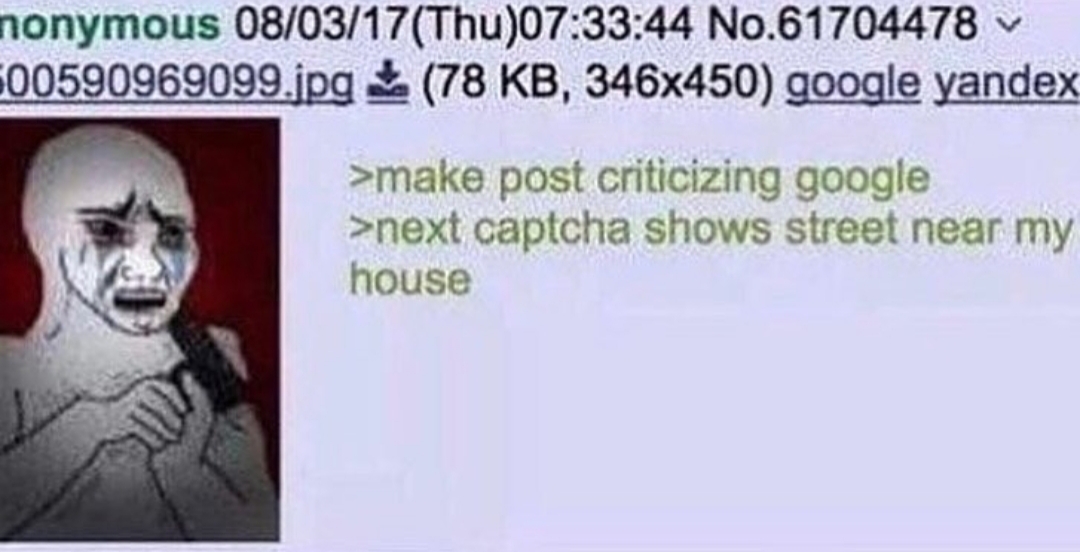 nonymous 08/03/17(Thu)07:33:44 No.61704478
500590969099.jpg (78 KB, 346x450) google yandex
>make post criticizing google
>next captcha shows street near my
house